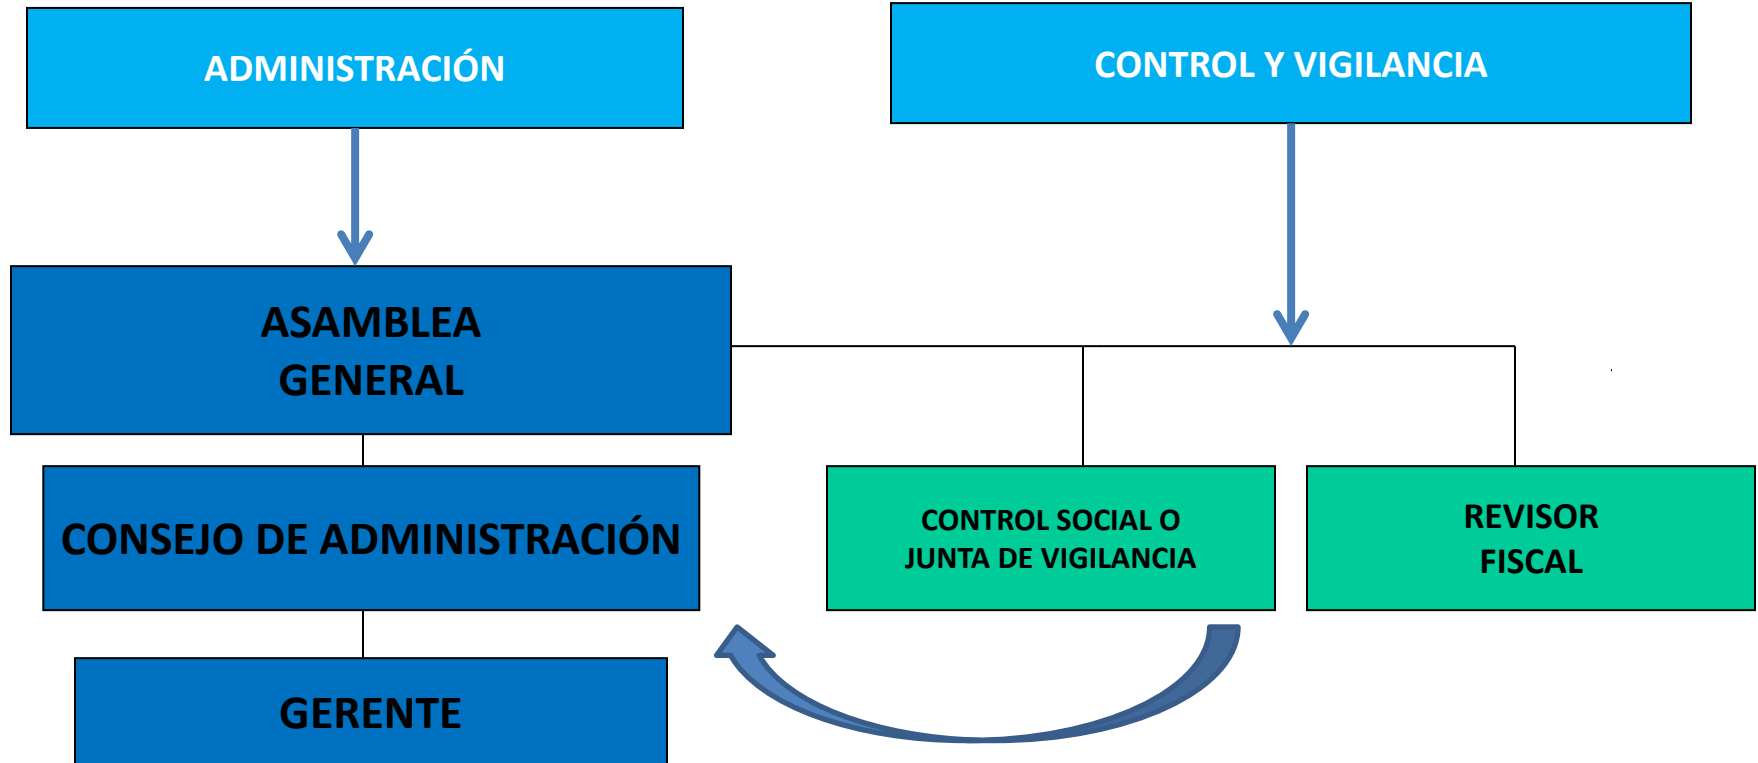 ADMINISTRACIÓN
CONTROL Y VIGILANCIA
ASAMBLEA
GENERAL
CONSEJO DE ADMINISTRACIÓN
CONTROL SOCIAL O
JUNTA DE VIGILANCIA
REVISOR
FISCAL
GERENTE